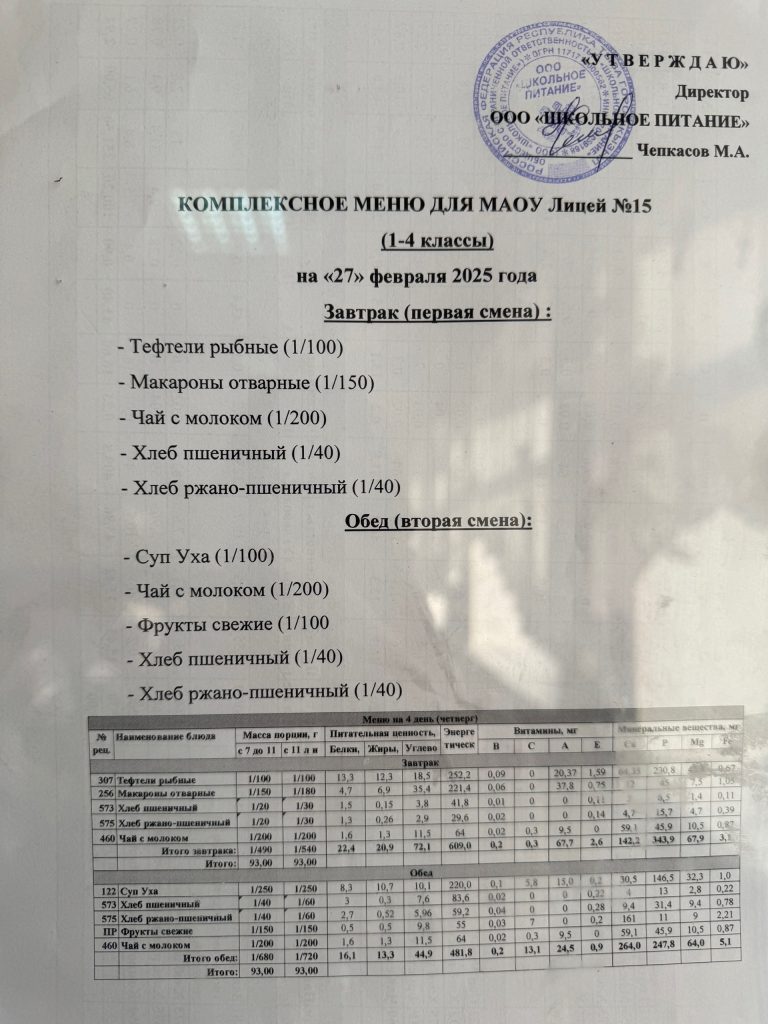 «У Т В Е Р Ж Д А Ю»
Директор
ООО «ШКОЛЬНОЕ ПИТАНИЕ»
Чепкасов М.А.
ООО
«ШКОЛЬНОЕ
ПИТАНИЕ»
КОМПЛЕКСНОЕ МЕНЮ ДЛЯ МАОУ Лицей №15
(1-4 классы)
на «27» февраля 2025 года
Завтрак (первая смена) :
- Тефтели рыбные (1/100)
- Макароны отварные (1/150)
- Чай с молоком (1/200)
- Хлеб пшеничный (1/40)
- Хлеб ржано-пшеничный (1/40)
Обед (вторая смена):
- Суп Уха (1/100)
- Чай с молоком (1/200)
- Фрукты свежие (1/100
- Хлеб пшеничный (1/40)
- Хлеб ржано-пшеничный (1/40)
Меню на 4 день (четверг)
№ рец. Наименование блюда Масса порции, г Питательная ценность, Энерге тическ Витамины, мг Минеральные вещества, мг
с 7 до 11 с 11 л и Белки, Жиры, Углево В С А Е Са Р Mg Fe
Завтрак
307 Тефтели рыбные 1/100 1/100 13,3 12,3 18,5 252,2 0,09 0 20,37 1,59 230,8 0,67
256 Макароны отварные 1/150 1/180 4,7 6,9 35,4 221,4 0,06 0 37,8 0,75 12 45 7,5 1,05
573 Хлеб пшеничный 1/20 1/30 1,5 0,15 3,8 41,8 0,01 0 0 0,11 6,5 1,4 0,11
575 Хлеб ржано-пшеничный 1/20 1/30 1,3 0,26 2,9 29,6 0,02 0 0 0,14 4,7 15,7 4,7 0,39
460 Чай с молоком 1/200 1/200 1,6 1,3 11,5 64 0,02 0,3 9,5 0 59,1 45,9 10,5 0,87
Итого завтрака: 1/490 1/540 22,4 20,9 72,1 609,0 0,2 0,3 67,7 2,6 142,2 343,9 67,9 3,1
Итого: 93,00 93,00
Обед
122 Суп Уха 1/250 1/250 8,3 10,7 10,1 220,0 0,1 5,8 15,0 0,2 30,5 146,5 32,3 1,0
573 Хлеб пшеничный 1/40 1/60 3 0,3 7,6 83,6 0,02 0 0 0,22 4 13 2,8 0,22
575 Хлеб ржано-пшеничный 1/40 1/60 2,7 0,52 5,96 59,2 0,04 0 0 0,28 9,4 31,4 9,4 0,78
ПР Фрукты свежие 1/150 1/150 0,5 0,5 9,8 55 0,03 7 0 0,2 161 11 9 2,21
460 Чай с молоком 1/200 1/200 1,6 1,3 11,5 64 0,02 0,3 9,5 0 59,1 45,9 10,5 0,87
Итого обед: 1/680 1/720 16,1 13,3 44,9 481,8 0,2 13,1 24,5 0,9 264,0 247,8 64,0 5,1
Итого: 93,00 93,00